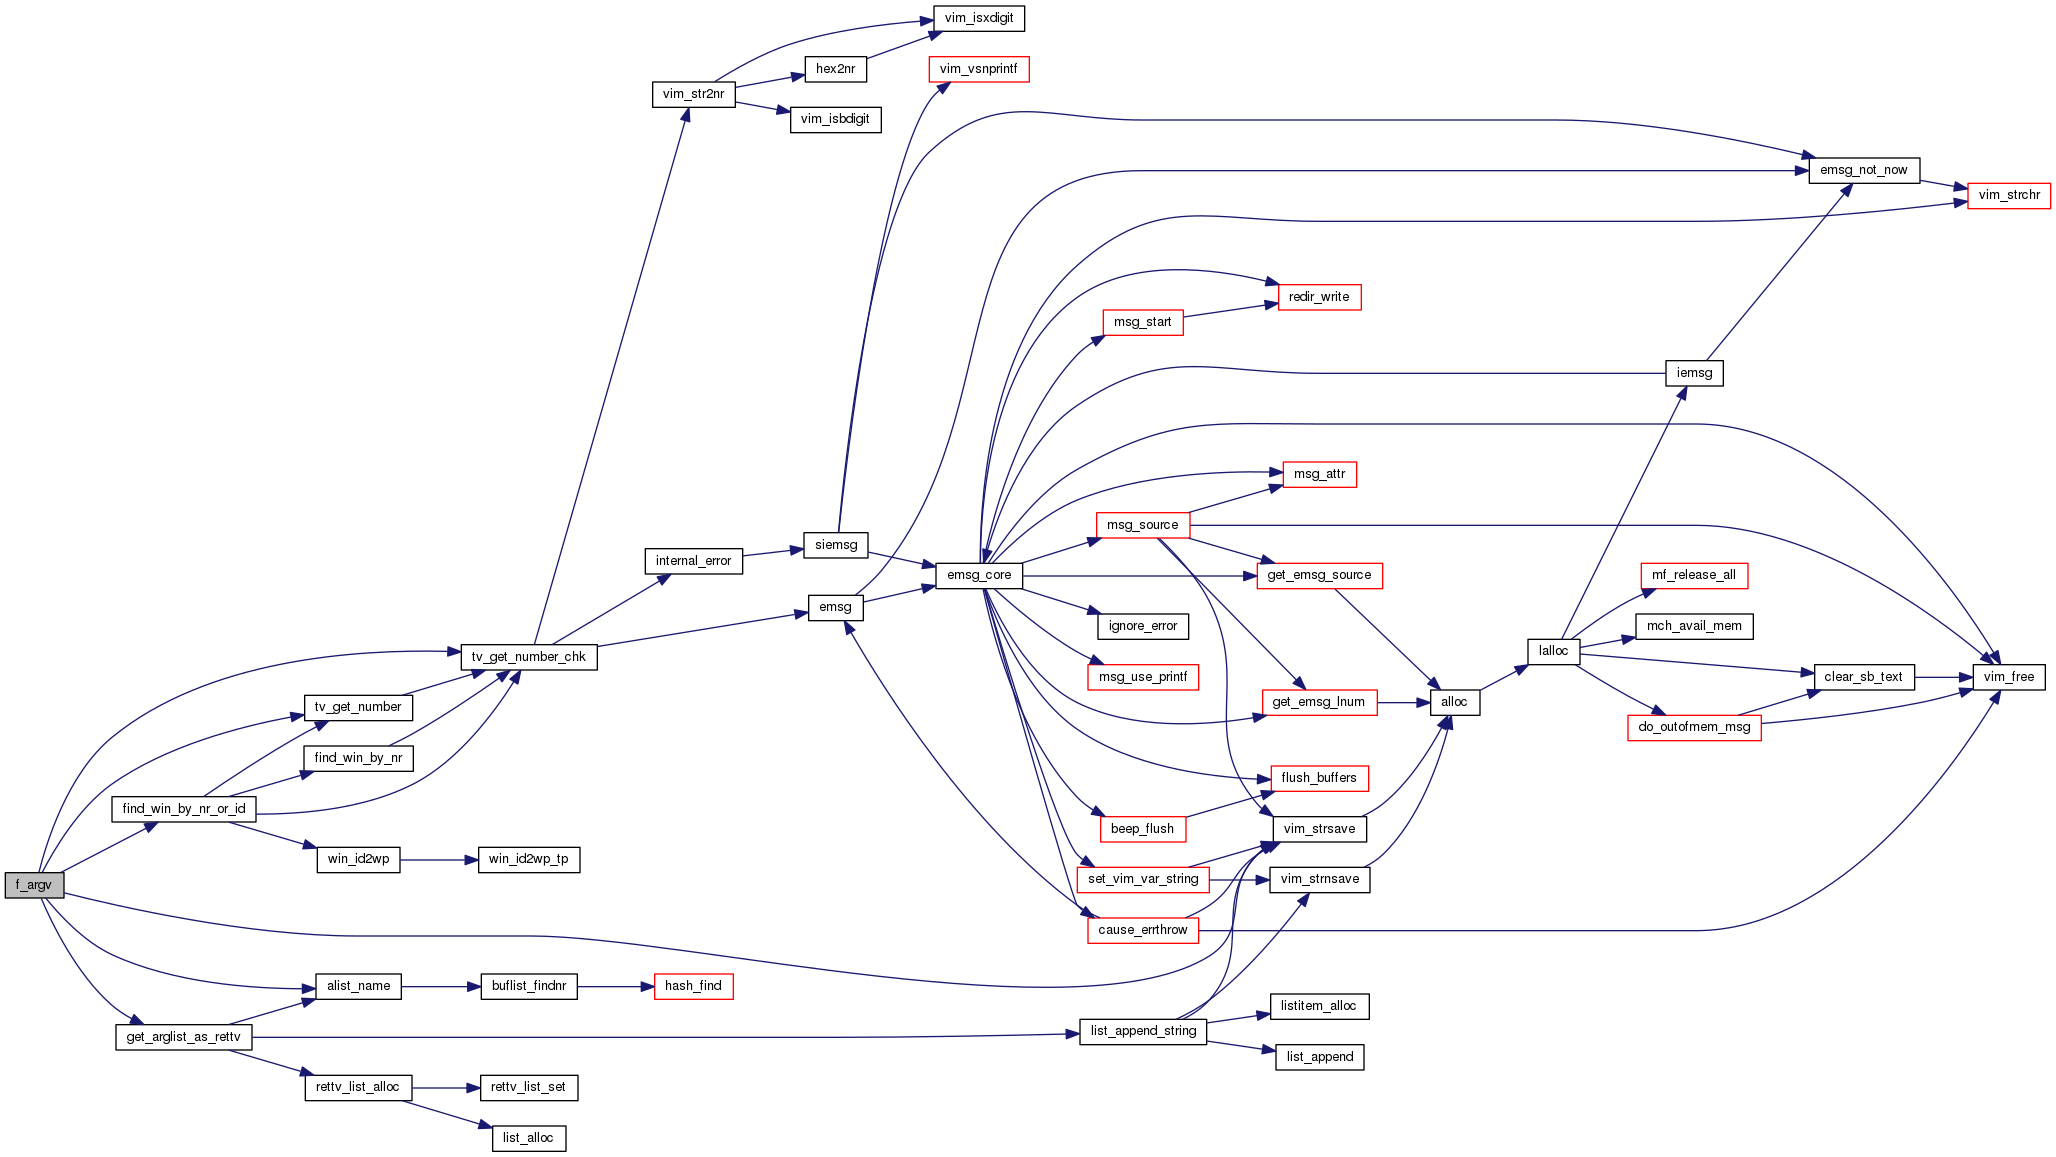 vim_isxdigit
hex2nr
vim_vsnprintf
vim_str2nr
vim_isbdigit
emsg_not_now
vim_strchr
redir_write
msg_start
iemsg
msg_attr
msg_source
siemsg
internal_error
emsg_core
get_emsg_source
mf_release_all
emsg
ignore_error
mch_avail_mem
tv_get_number_chk
lalloc
msg_use_printf
clear_sb_text
vim_free
tv_get_number
get_emsg_lnum
alloc
do_outofmem_msg
find_win_by_nr
flush_buffers
find_win_by_nr_or_id
beep_flush
vim_strsave
win_id2wp
win_id2wp_tp
set_vim_var_string
vim_strnsave
f_argv
cause_errthrow
alist_name
buflist_findnr
hash_find
listitem_alloc
get_arglist_as_rettv
list_append_string
list_append
rettv_list_alloc
rettv_list_set
list_alloc